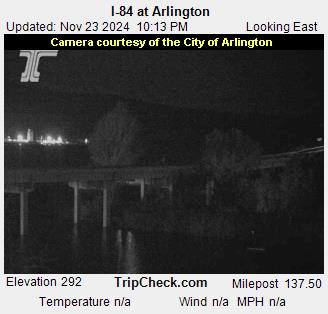 I-84 at Arlington
Updated: Nov 23 2024 10:13 PM Looking East
Camera courtesy of the City of Arlington
Elevation 292 TripCheck.com Milepost 137.50
Temperature n/a Wind n/a MPH n/a